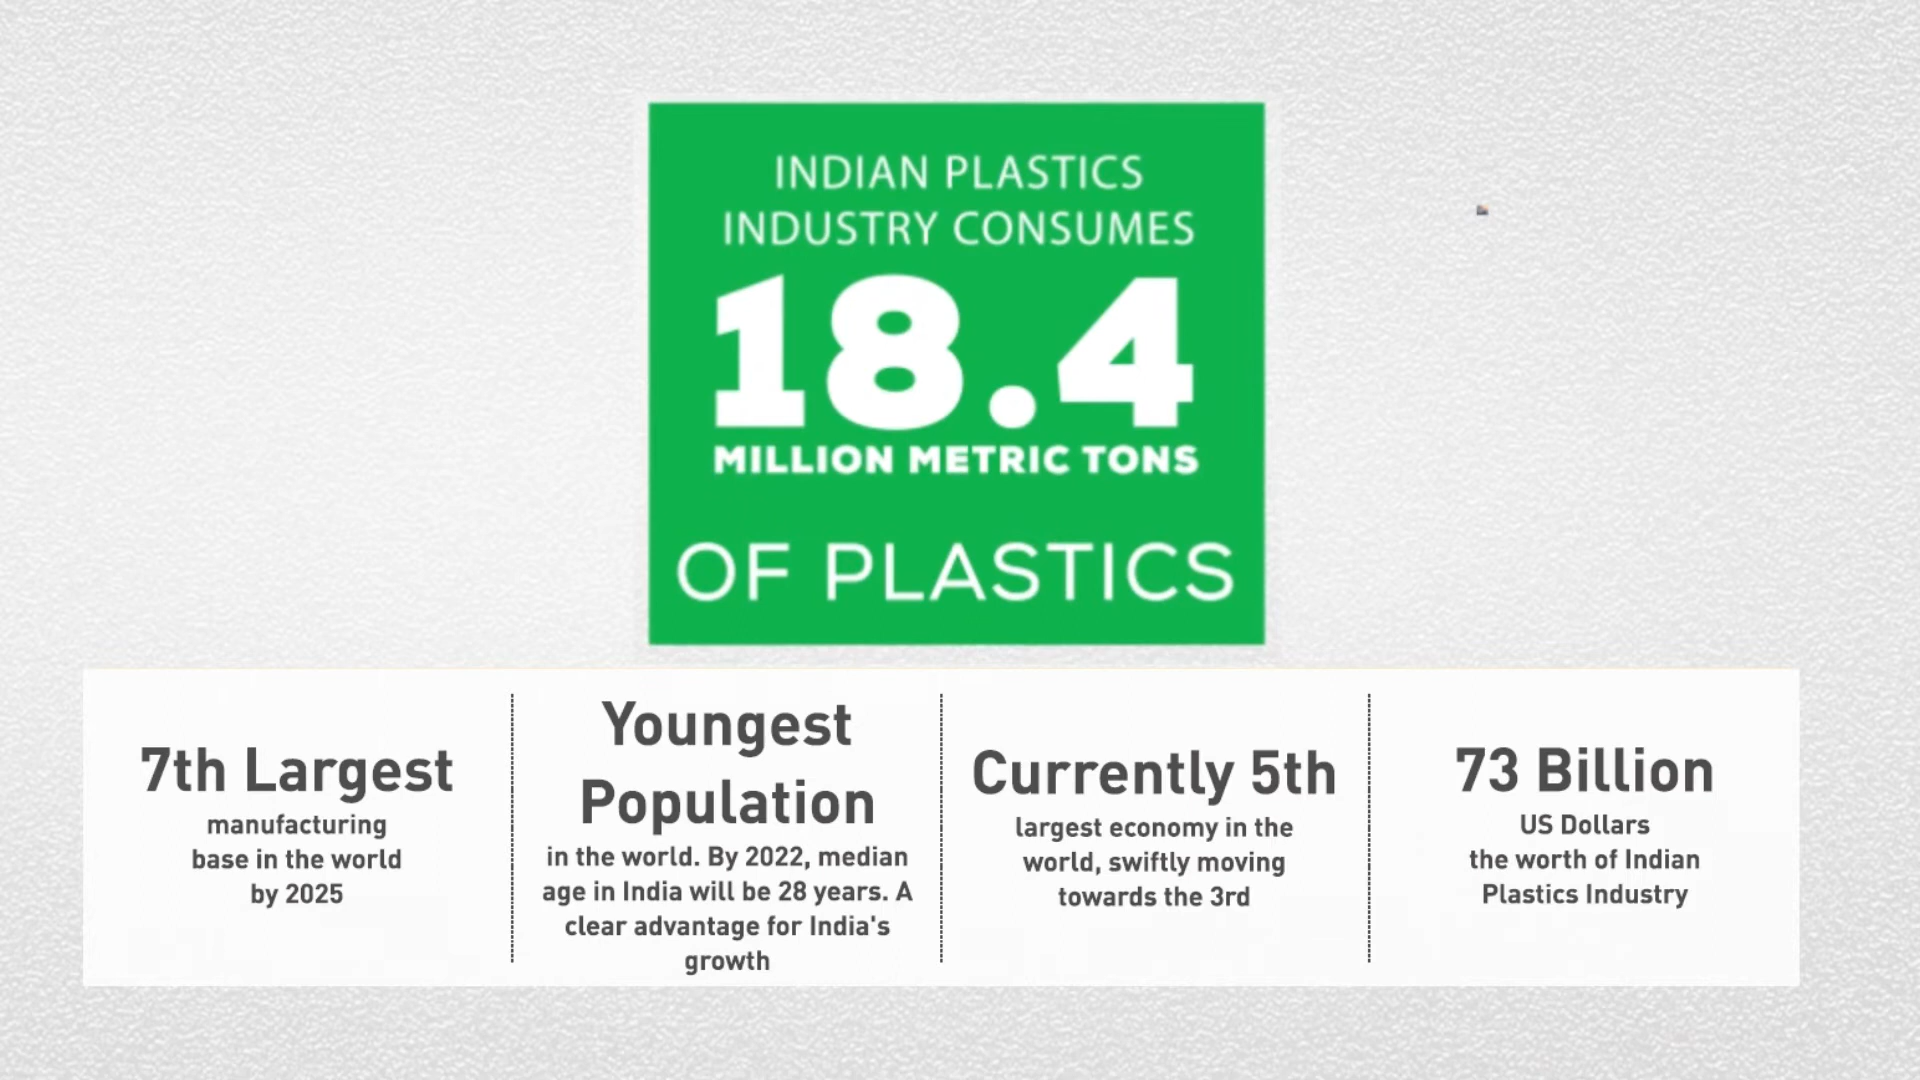 INDIAN PLASTICS
INDUSTRY CONSUMES
18.4
MILLION METRIC TONS
OF PLASTICS
7th Largest
manufacturing
base in the world
by 2025
Youngest
Population
in the world. By 2022, median
age in India will be 28 years. A
clear advantage for India's
growth
Currently 5th
largest economy in the
world, swiftly moving
towards the 3rd
73 Billion
US Dollars
the worth of Indian
Plastics Industry